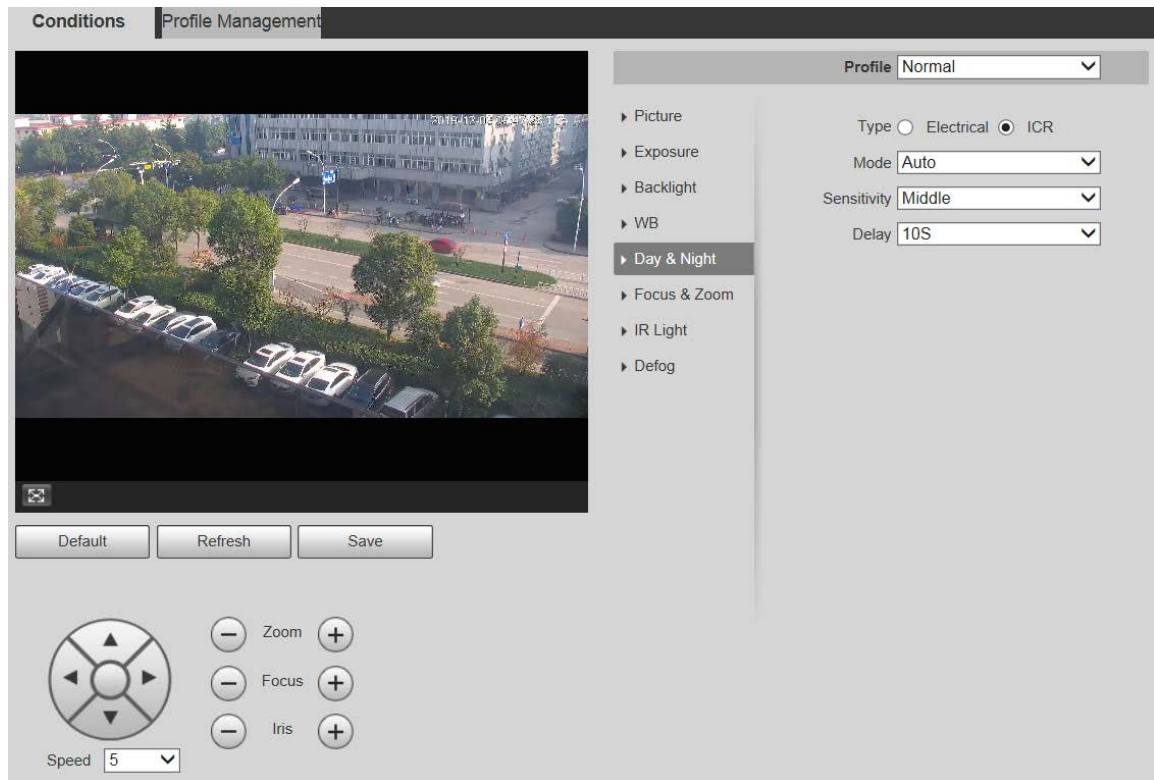 Conditions Profile Management
Profile Normal
Picture
Exposure
Backlight
WB
Day & Night
Focus & Zoom
IR Light
Defog
Type Electrical ICR
Mode Auto
Sensitivity Middle
Delay 10S
Default Refresh Save
Zoom
Focus
Iris
Speed 5